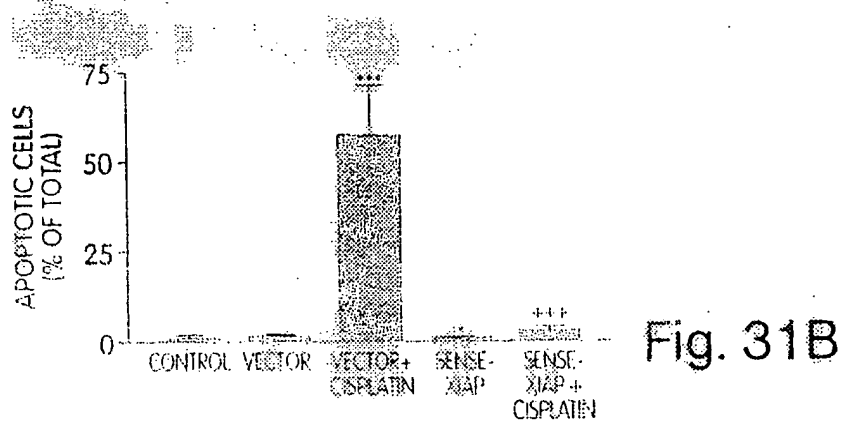 75
***
APOPTOTIC CELLS
(% OF TOTAL)
50
25
+++
0
CONTROL VECTOR VECTOR+ SENSE- SENSE-
CISPLATIN XIAP XIAP +
CISPLATIN
Fig. 31B